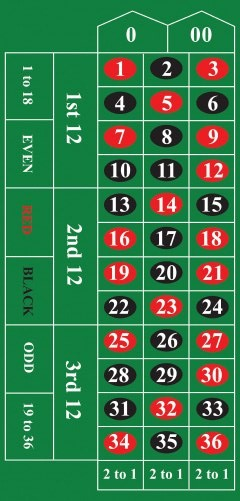 0 00
1 2 3
4 5 6
7 8 9
10 11 12
13 14 15
16 17 18
19 20 21
22 23 24
25 26 27
28 29 30
31 32 33
34 35 36
2 to 1 2 to 1 2 to 1
1st 12
2nd 12
3rd 12
1 to 18
EVEN
RED
BLACK
ODD
19 to 36